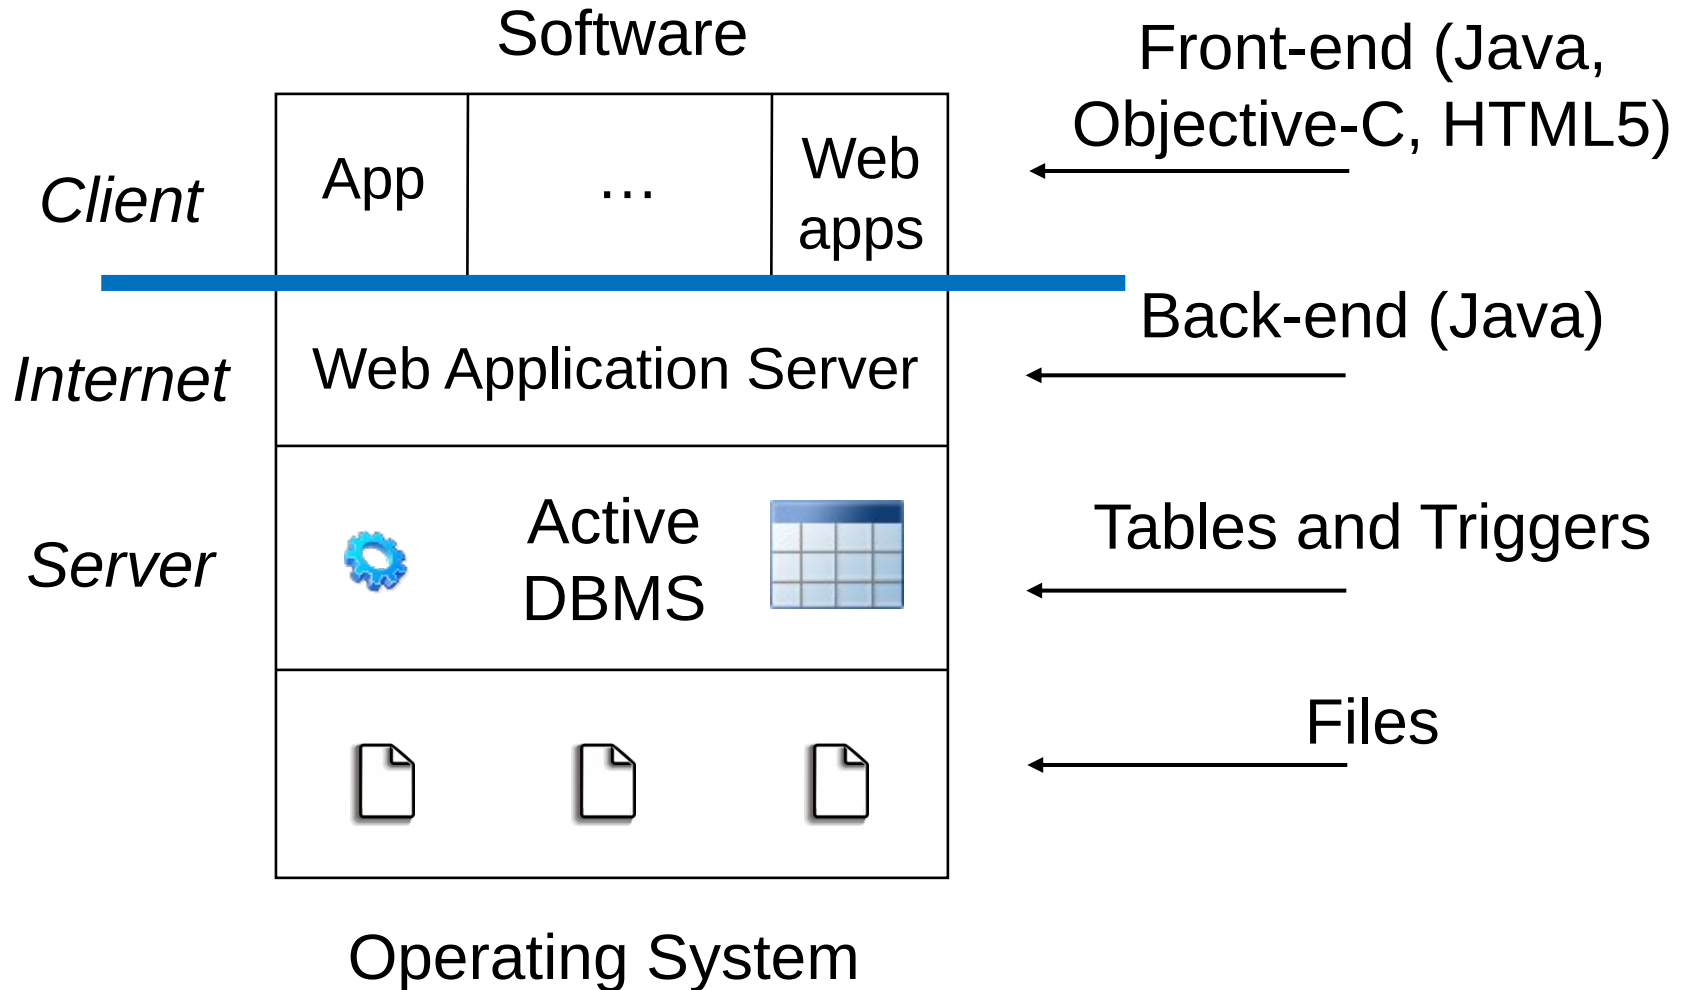 Software
Front-end (Java,
Objective-C, HTML5)
Client
App
…
Web
apps
Back-end (Java)
Internet
Web Application Server
Tables and Triggers
Server
Active
DBMS
Files
Operating System